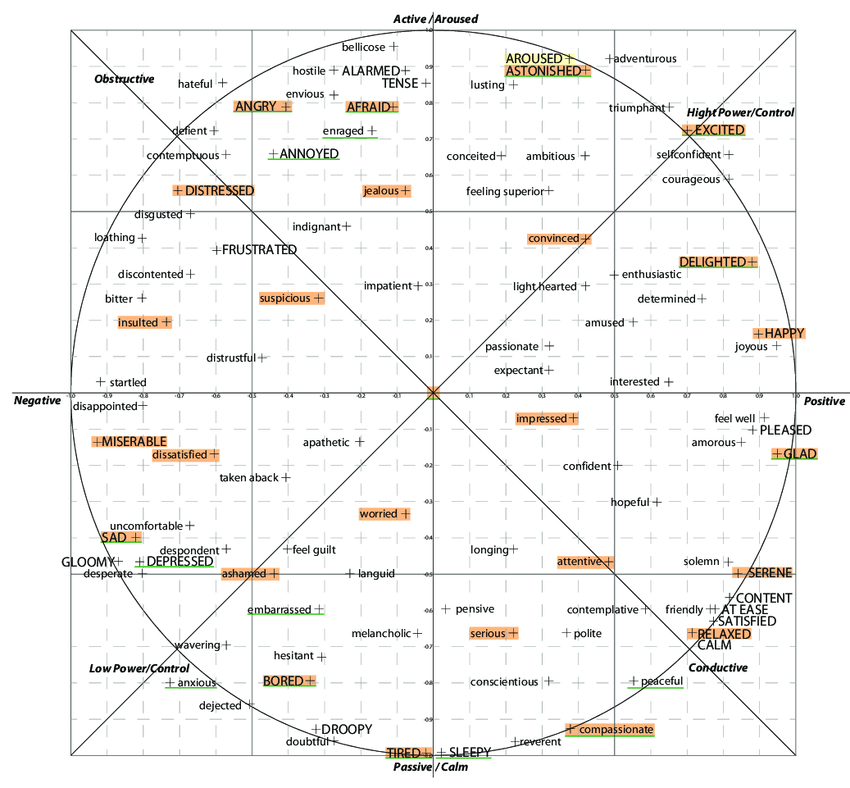 Active / Aroused
bellicose
AROUSED adventurous
hostile ALARMED ASTONISHED
Obstructive
hateful TENSE lusting
envious
ANGRY AFRAID triumphant
Hight Power/Control
defient enraged EXCITED
contemptuous ANNOYED conceited ambitious selfconfident
courageous
DISTRESSED jealous feeling superior
disgusted
indignant
loathing convinced
FRUSTRATED
DELIGHTED
discontented enthusiastic
impatient light hearted
bitter suspicious determined
insulted amused
HAPPY
passionate joyous
distrustful
expectant
startled interested
Negative Positive
disappointed
impressed feel well
PLEASED
MISERABLE apathetic amorous
dissatisfied GLAD
confident
taken aback
hopeful
worried
uncomfortable
SAD
despondent feel guilt longing
GLOOMY DEPRESSED attentive solemn
desperate ashamed languid SERENE
CONTENT
embarrassed pensive contemplative friendly AT EASE
SATISFIED
melancholic serious polite RELAXED
wavering CALM
hesitant
Low Power/Control Conductive
anxious BORED conscientious peaceful
dejected
DROOPY compassionate
doubtful reverent
TIRED SLEEPY
Passive / Calm